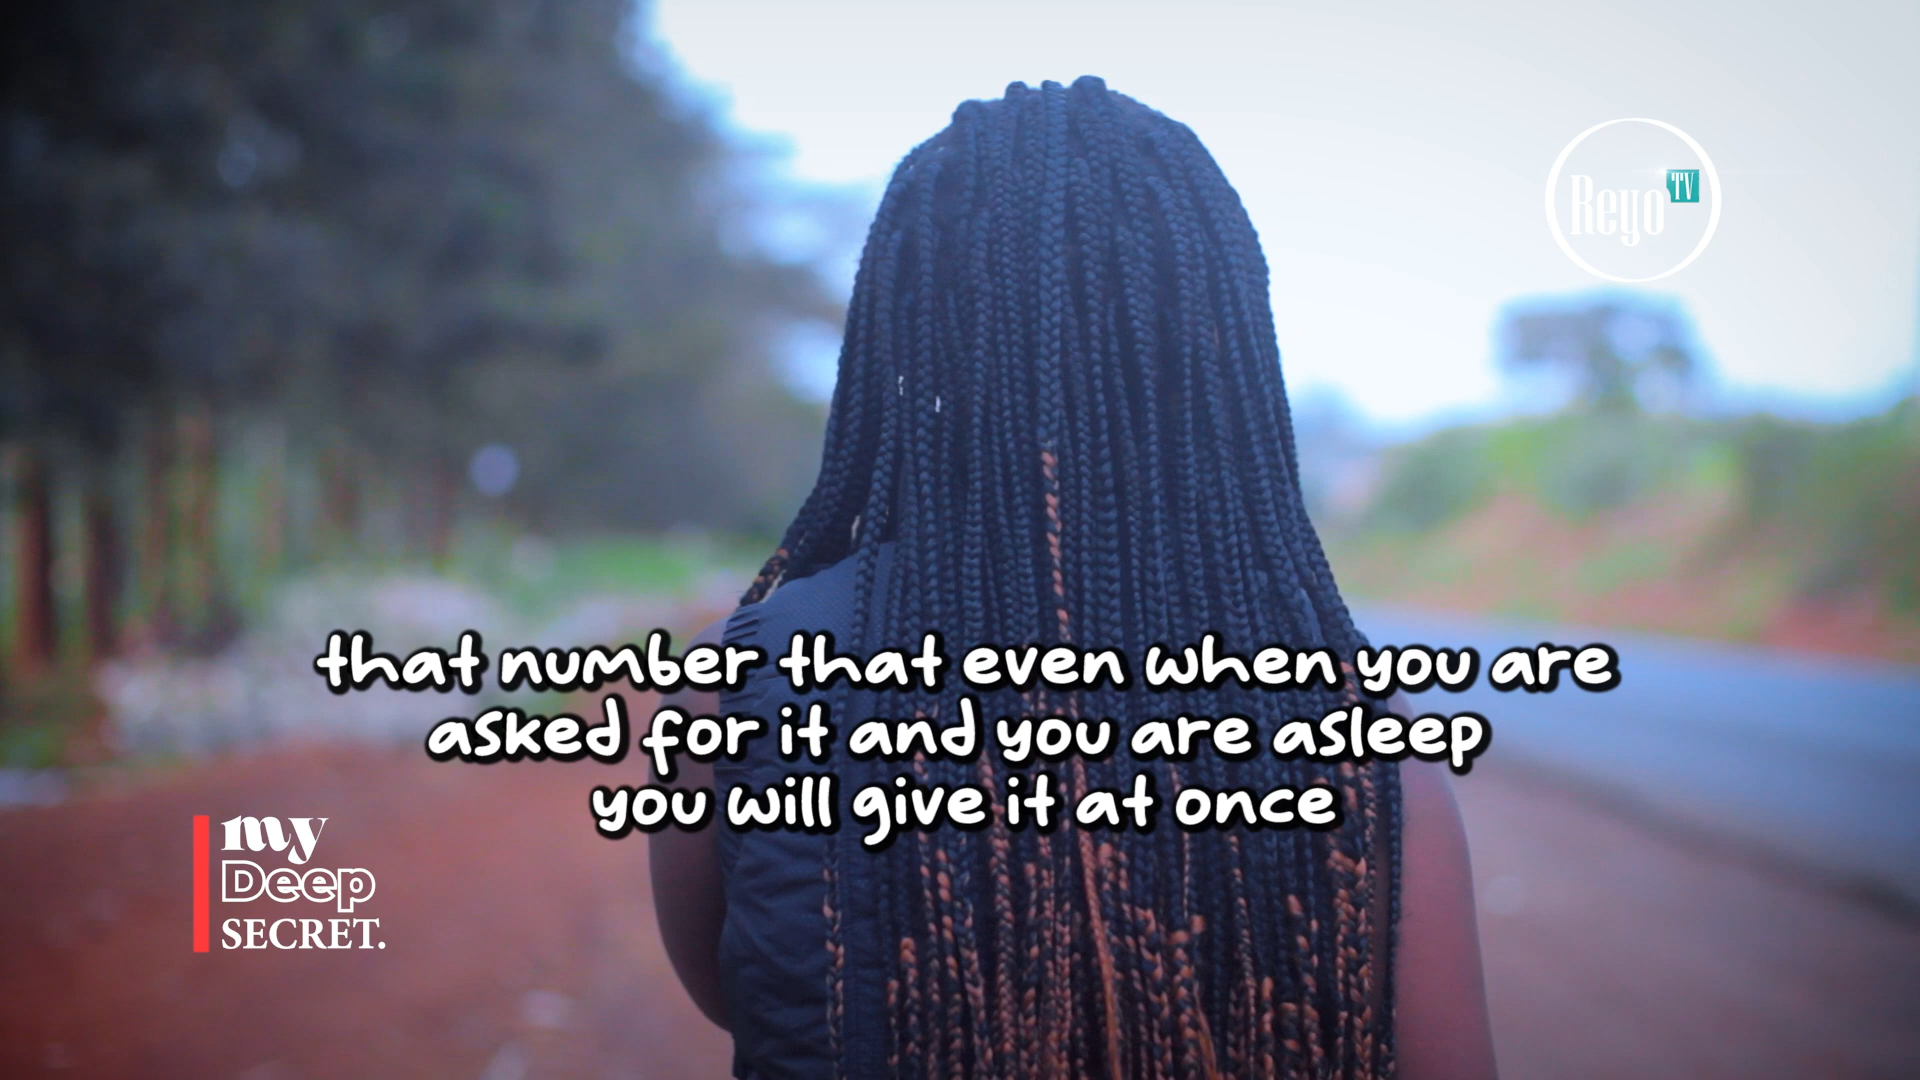 Reyo TV
that number that even when you are
asked for it and you are asleep
you will give it at once
my
Deep
SECRET.